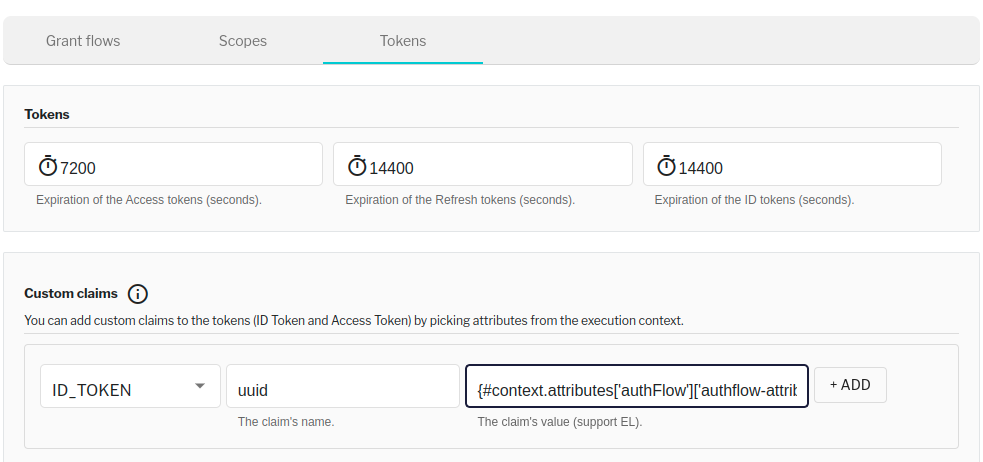 Grant flows Scopes Tokens
Tokens
7200 14400 14400
Expiration of the Access tokens (seconds). Expiration of the Refresh tokens (seconds). Expiration of the ID tokens (seconds).
Custom claims
You can add custom claims to the tokens (ID Token and Access Token) by picking attributes from the execution context.
ID_TOKEN uuid {#context.attributes['authFlow']['authflow-attrib + ADD
The claim's name. The claim's value (support EL).